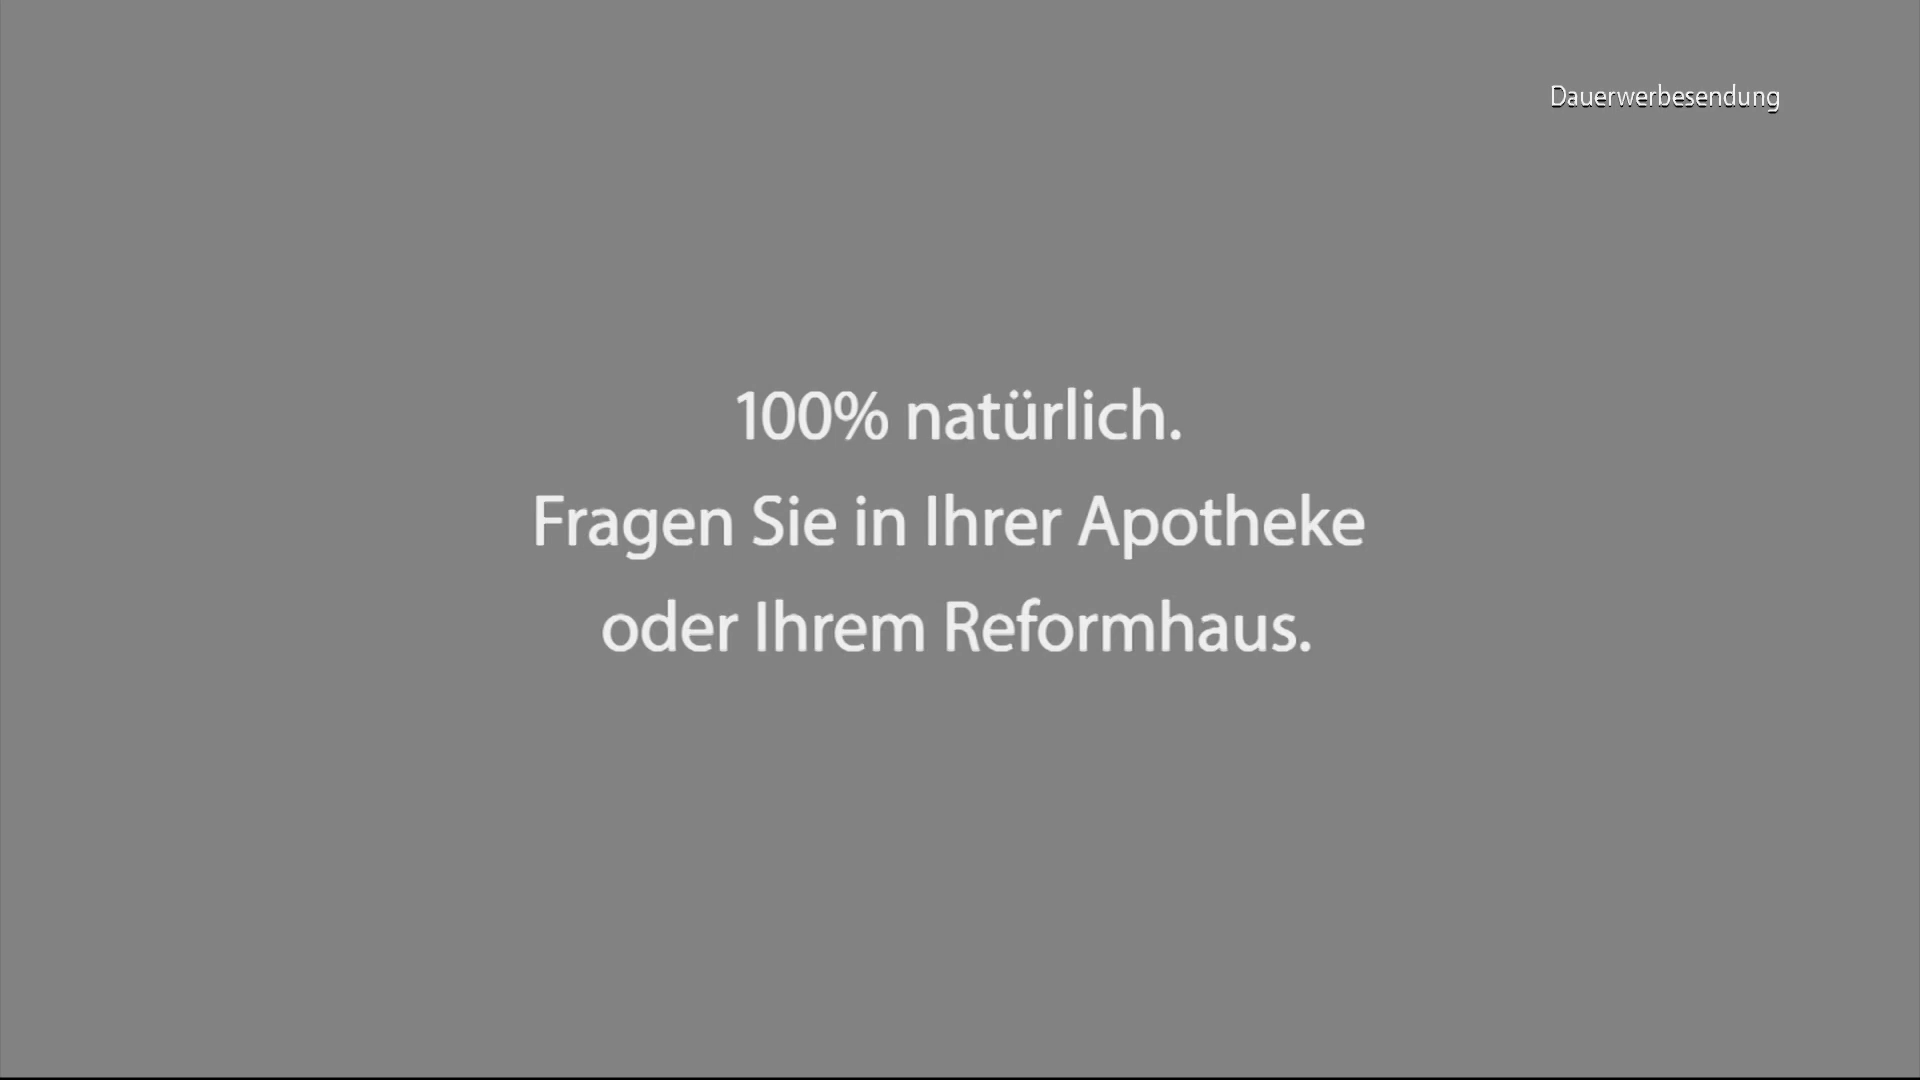 Dauerwerbesendung
100% natürlich.
Fragen Sie in Ihrer Apotheke
oder Ihrem Reformhaus.